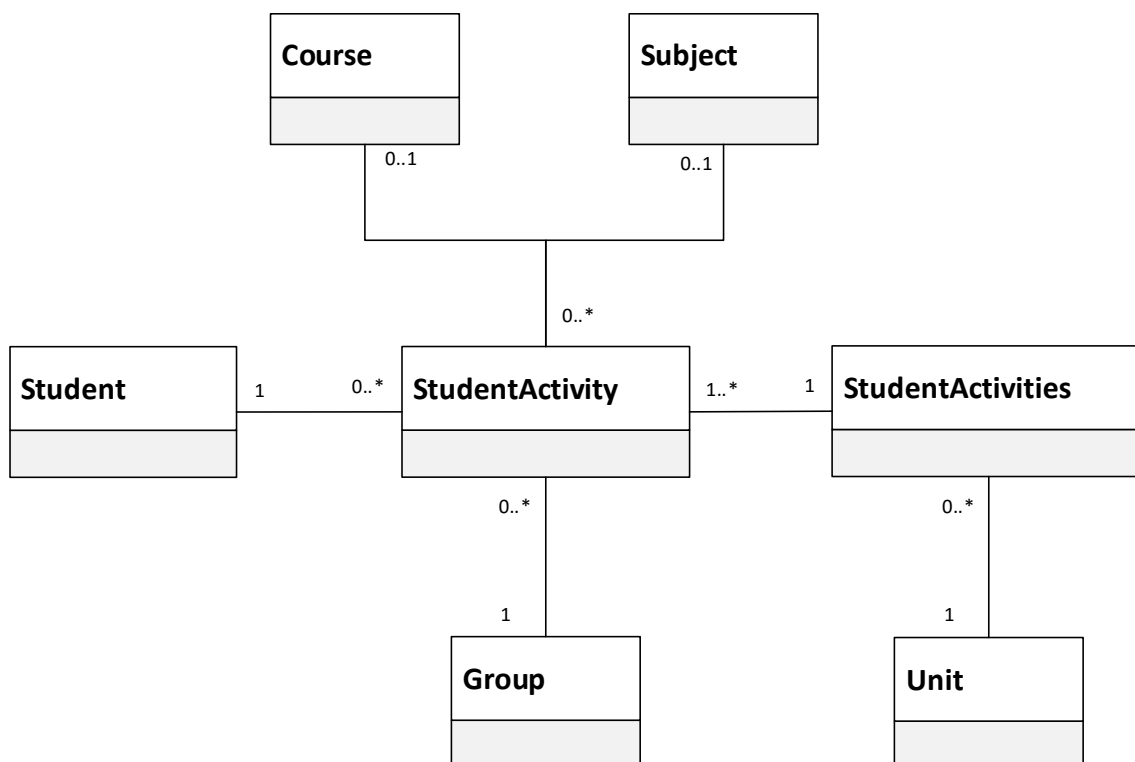 Course
Subject
0..1
0..1
0..*
Student
1
0..*
StudentActivity
1..*
1
StudentActivities
0..*
0..*
1
1
Group
Unit